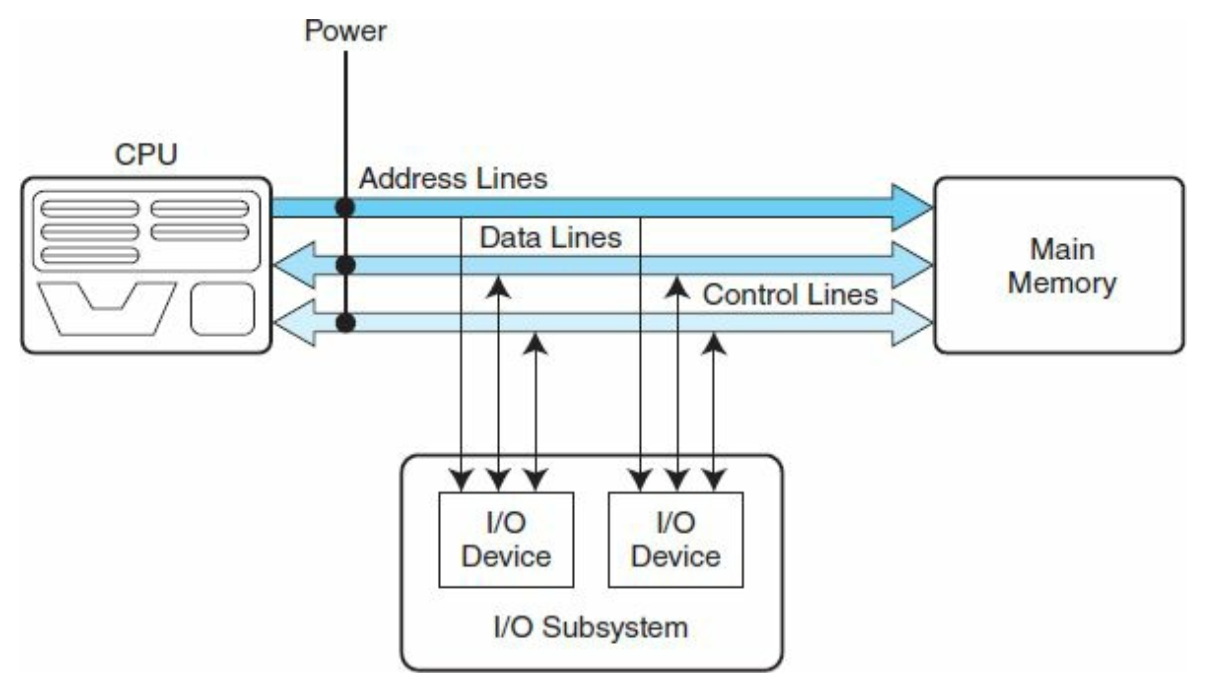 Power
CPU
Address Lines
Data Lines
Control Lines
Main
Memory
I/O
Device
I/O
Device
I/O Subsystem